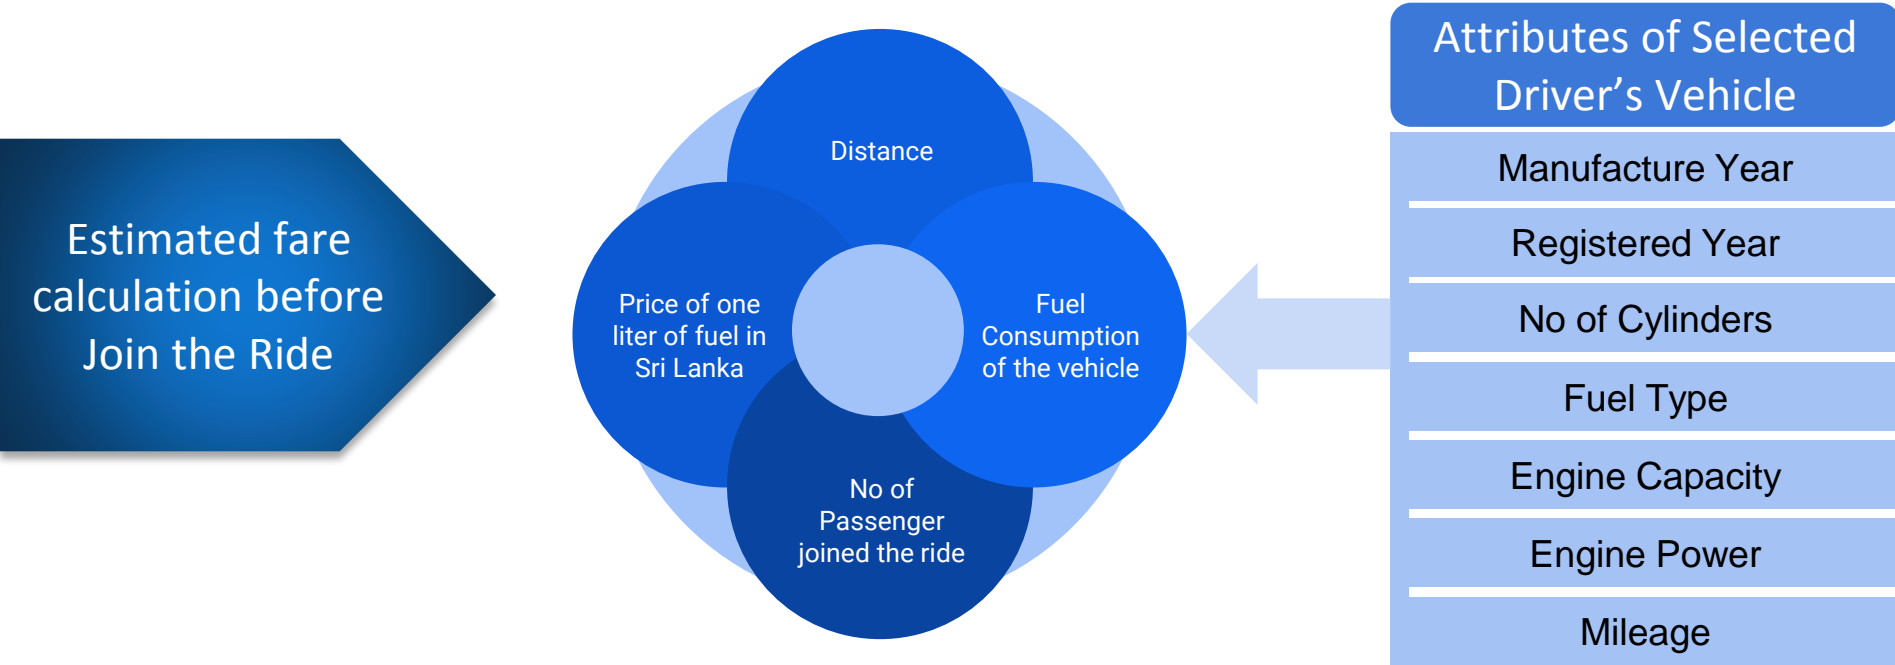 Estimated fare
calculation before
Join the Ride
Distance
Price of one
liter of fuel in
Sri Lanka
Fuel
Consumption
of the vehicle
No of
Passenger
joined the ride
Attributes of Selected
Driver’s Vehicle
Manufacture Year
Registered Year
No of Cylinders
Fuel Type
Engine Capacity
Engine Power
Mileage